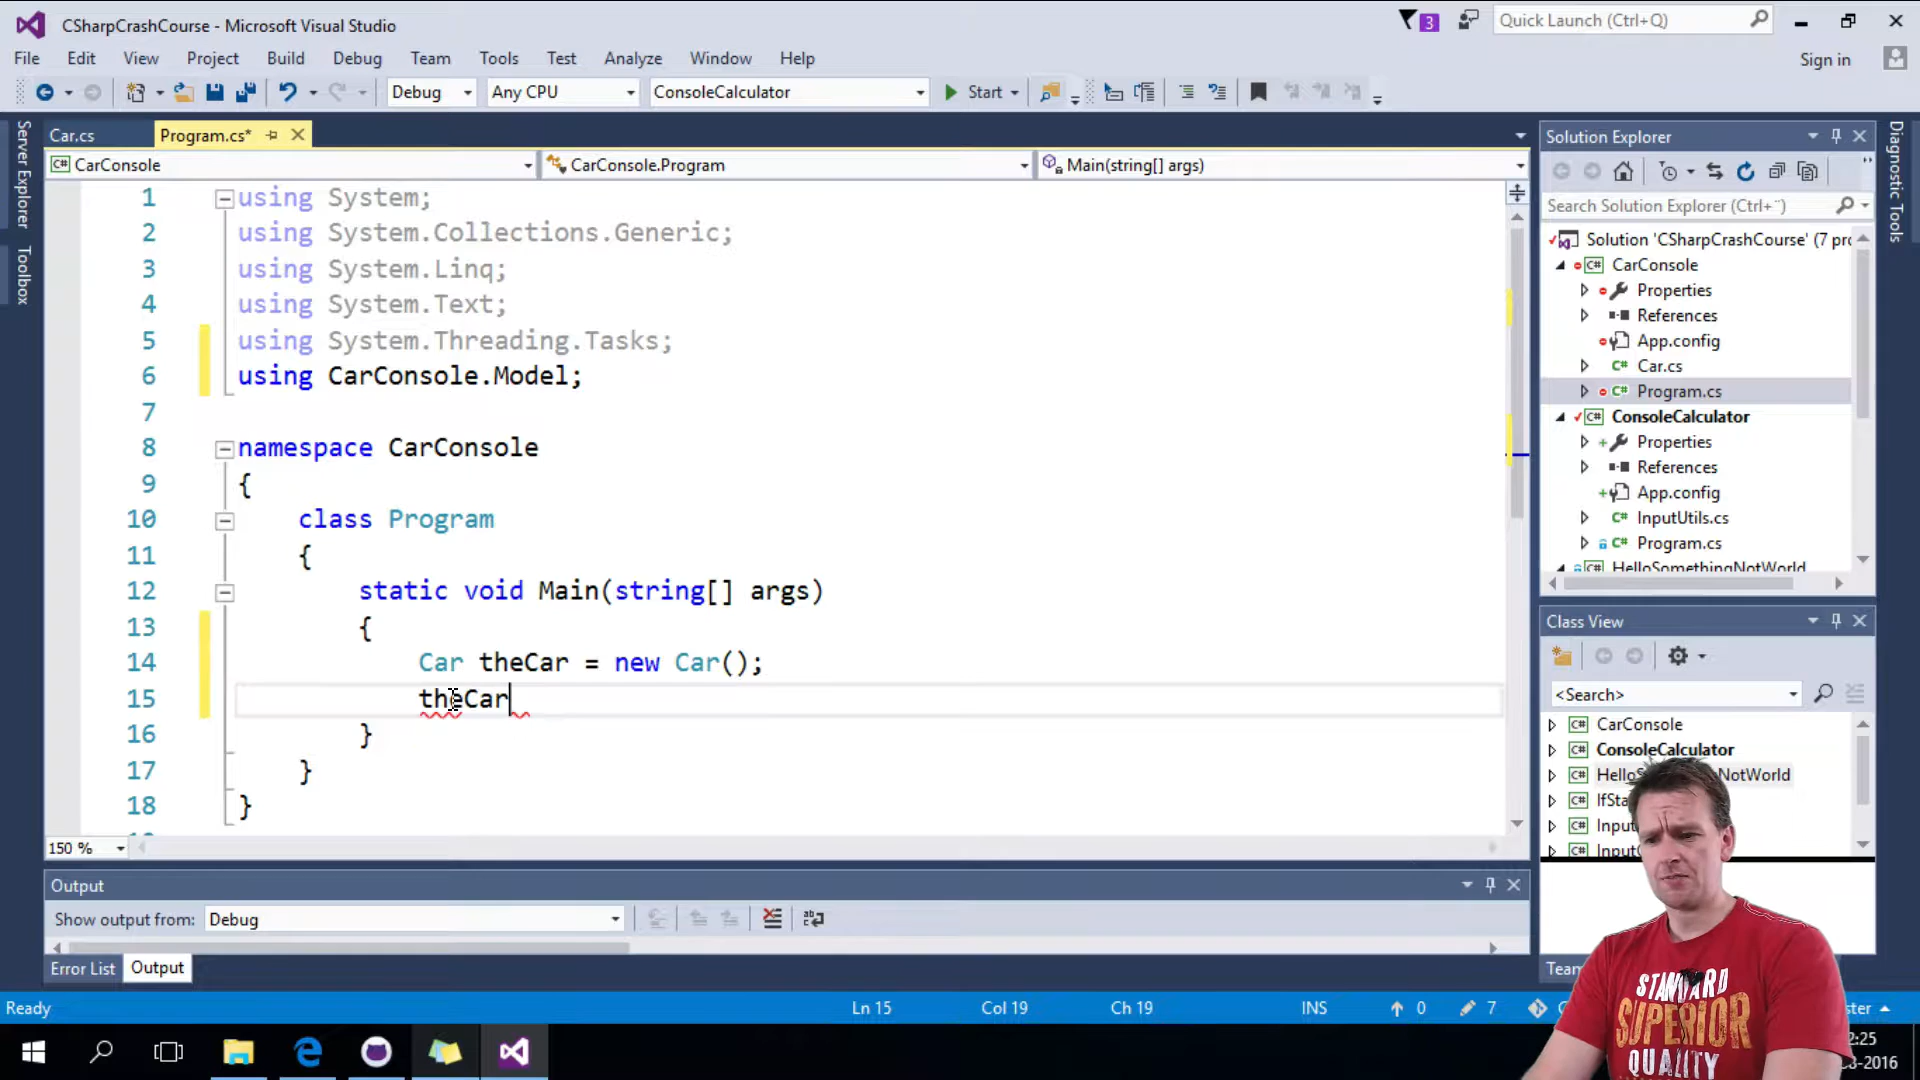 CSharpCrashCourse - Microsoft Visual Studio
3
Quick Launch (Ctrl+Q)
File Edit View Project Build Debug Team Tools Test Analyze Window Help
Sign in
Debug
Any CPU
ConsoleCalculator
Start
Server Explorer
Toolbox
Car.cs
Program.cs*
CarConsole
CarConsole.Program
Main(string[] args)
1 using System;
2 using System.Collections.Generic;
3 using System.Linq;
4 using System.Text;
5 using System.Threading.Tasks;
6 using CarConsole.Model;
7
8 namespace CarConsole
9 {
10 class Program
11 {
12 static void Main(string[] args)
13 {
14 Car theCar = new Car();
15 theCar
16 }
17 }
18 }
150 %
Output
Show output from: Debug
Error List
Output
Solution Explorer
Search Solution Explorer (Ctrl+¨)
Solution 'CSharpCrashCourse' (7 pro
CarConsole
Properties
References
App.config
Car.cs
Program.cs
ConsoleCalculator
Properties
References
App.config
InputUtils.cs
Program.cs
HelloSomethingNotWorld
Class View
<Search>
CarConsole
ConsoleCalculator
Hello
NotWorld
IfSta
Input
Diagnostic Tools
Ready
Ln 15
Col 19
Ch 19
INS
0
7
STANDARD
SUPERIOR
QUALITY